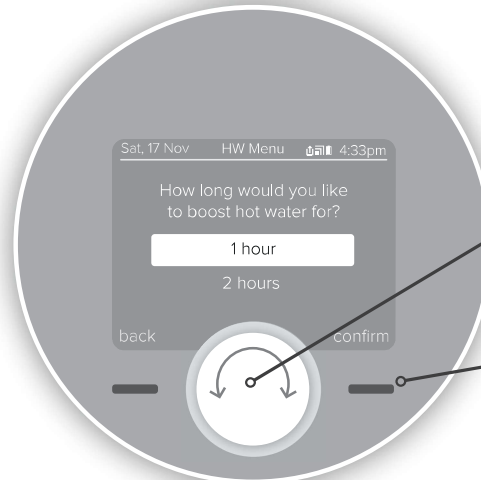 Sat, 17 Nov HW Menu 4:33pm
How long would you like
to boost hot water for?
1 hour
2 hours
back confirm